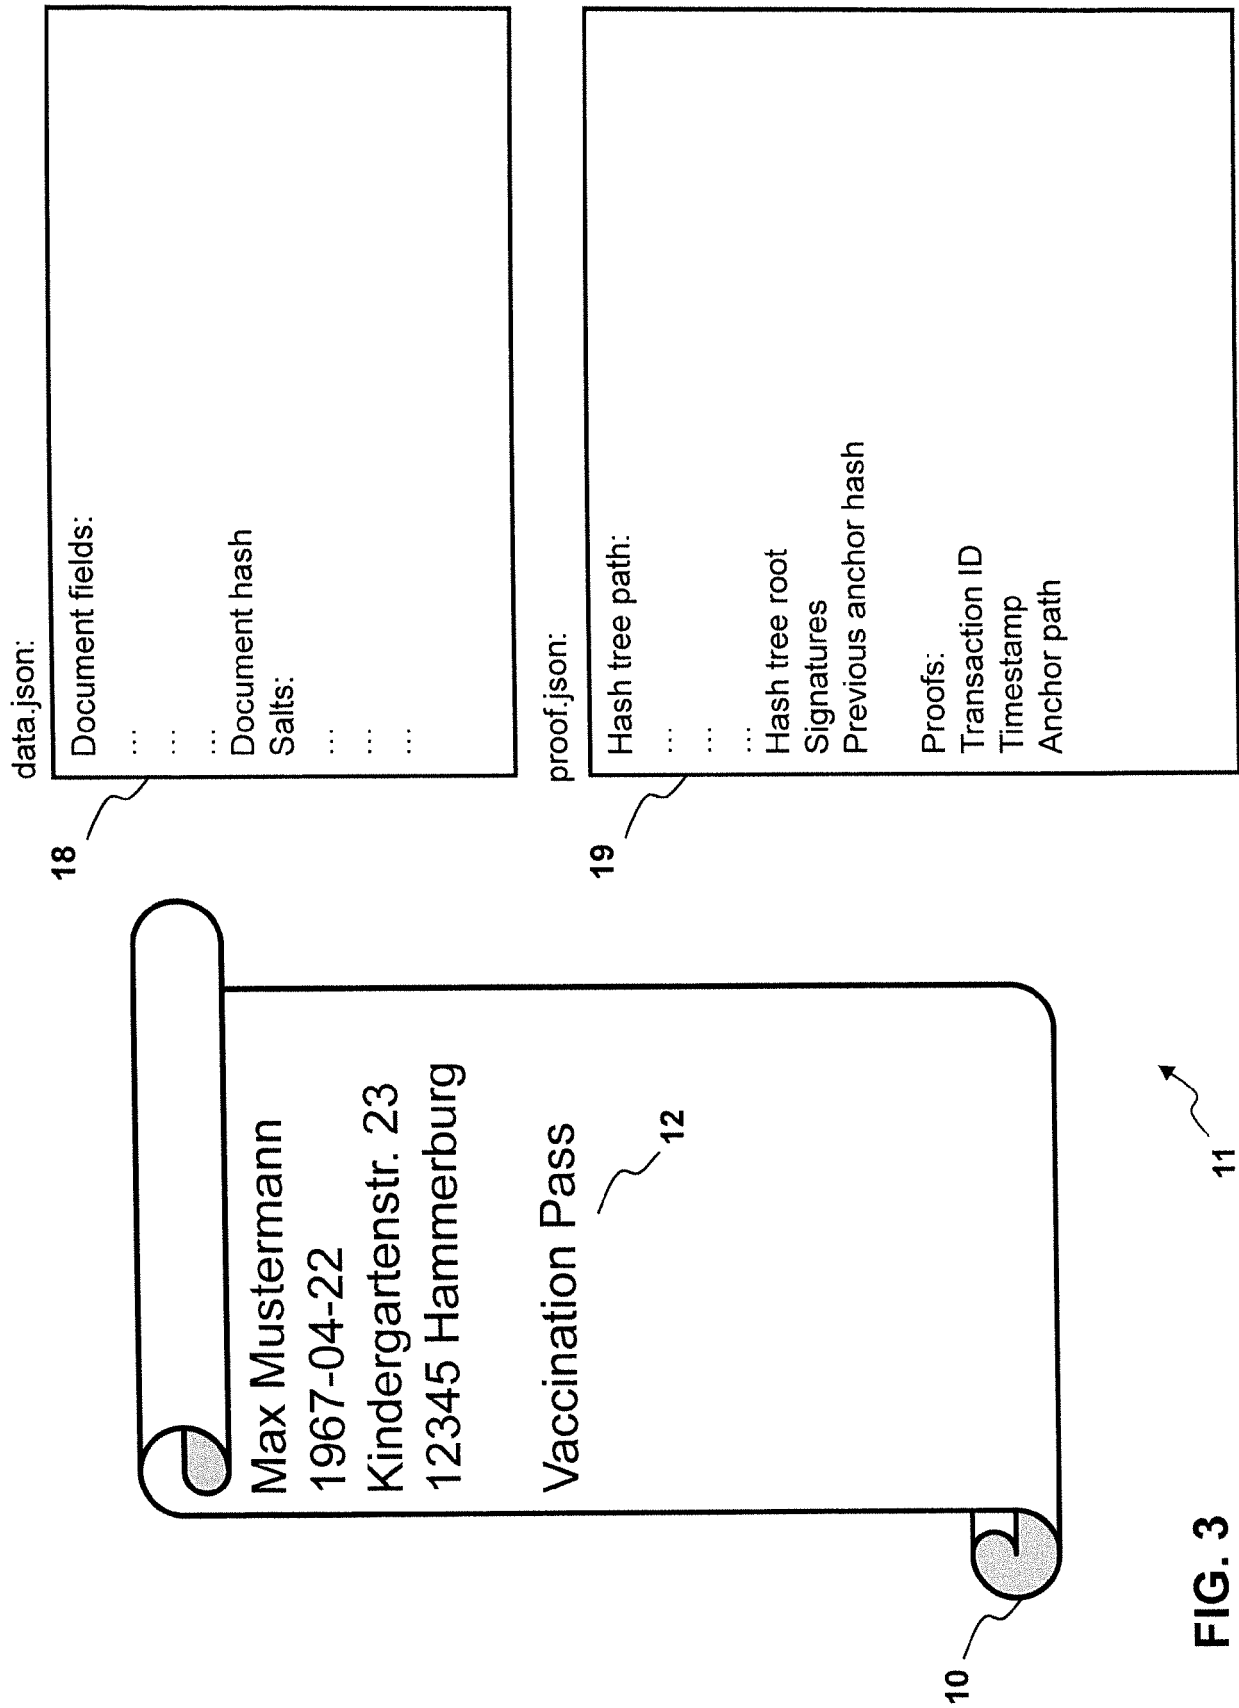 10
Max Mustermann
1967-04-22
Kindergartenstr. 23
12345 Hammerburg
Vaccination Pass
12
11
18
data.json:
Document fields:
...
...
...
Document hash
Salts:
...
...
...
19
proof.json:
Hash tree path:
...
...
...
Hash tree root
Signatures
Previous anchor hash
Proofs:
Transaction ID
Timestamp
Anchor path
FIG. 3